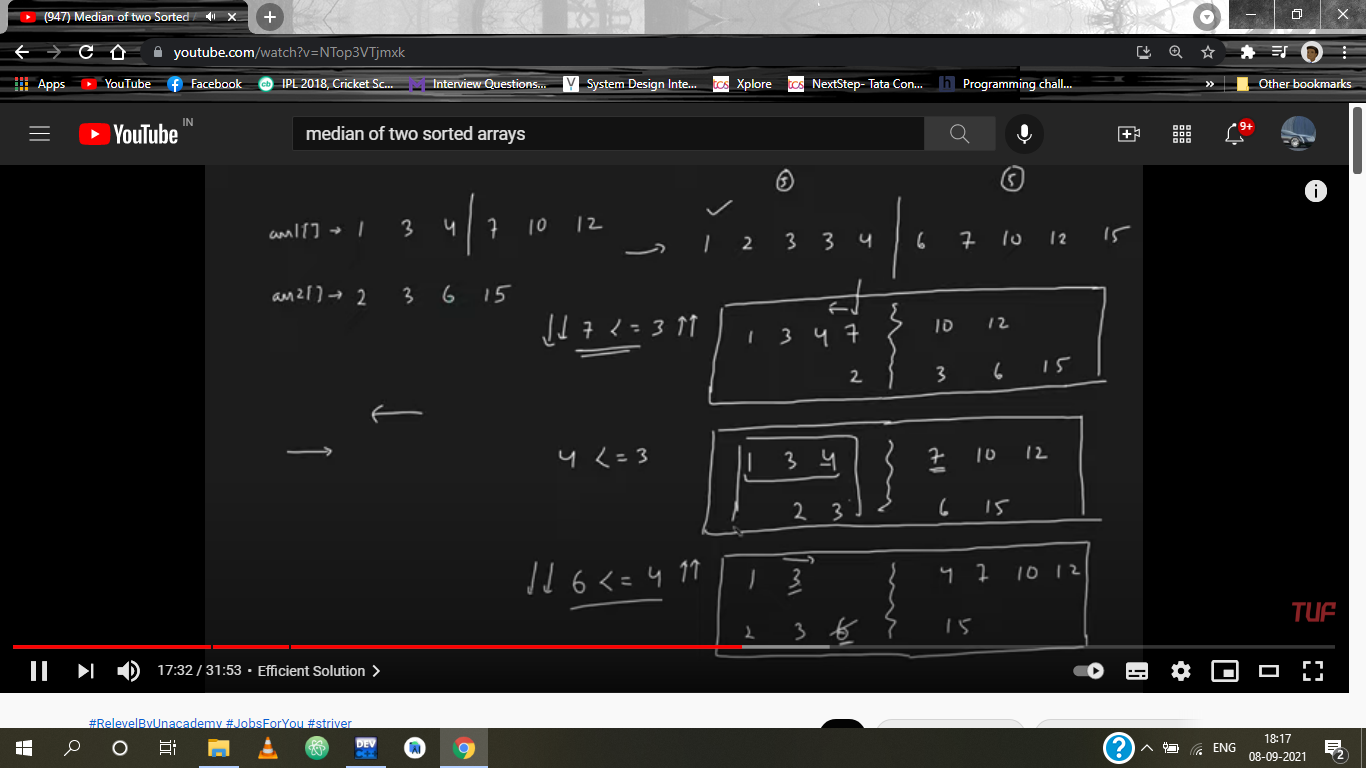 (947) Median of two Sorted
youtube.com/watch?v=NTop3VTjmxk
Apps YouTube Facebook IPL 2018, Cricket Sc... Interview Questions... System Design Inte... Xplore NextStep- Tata Con... Programming chall... » Other bookmarks
YouTube IN median of two sorted arrays 9+
5 5
arr1[] → 1 3 4 | 7 10 12
→ 1 2 3 3 4 | 6 7 10 12 15
arr2[] → 2 3 6 15
↓↓ 7 <= 3 ↑↑
1 3 4 7 10 12
2 3 6 15
← 
→
4 <= 3
1 3 4 7 10 12
2 3 6 15
↓↓ 6 <= 4 ↑↑
1 3 4 7 10 12
2 3 6 15
TUF
17:32 / 31:53 • Efficient Solution >
#RelevelByUnacademy #JobsForYou #striver
DEV
ENG
18:17
08-09-2021
2